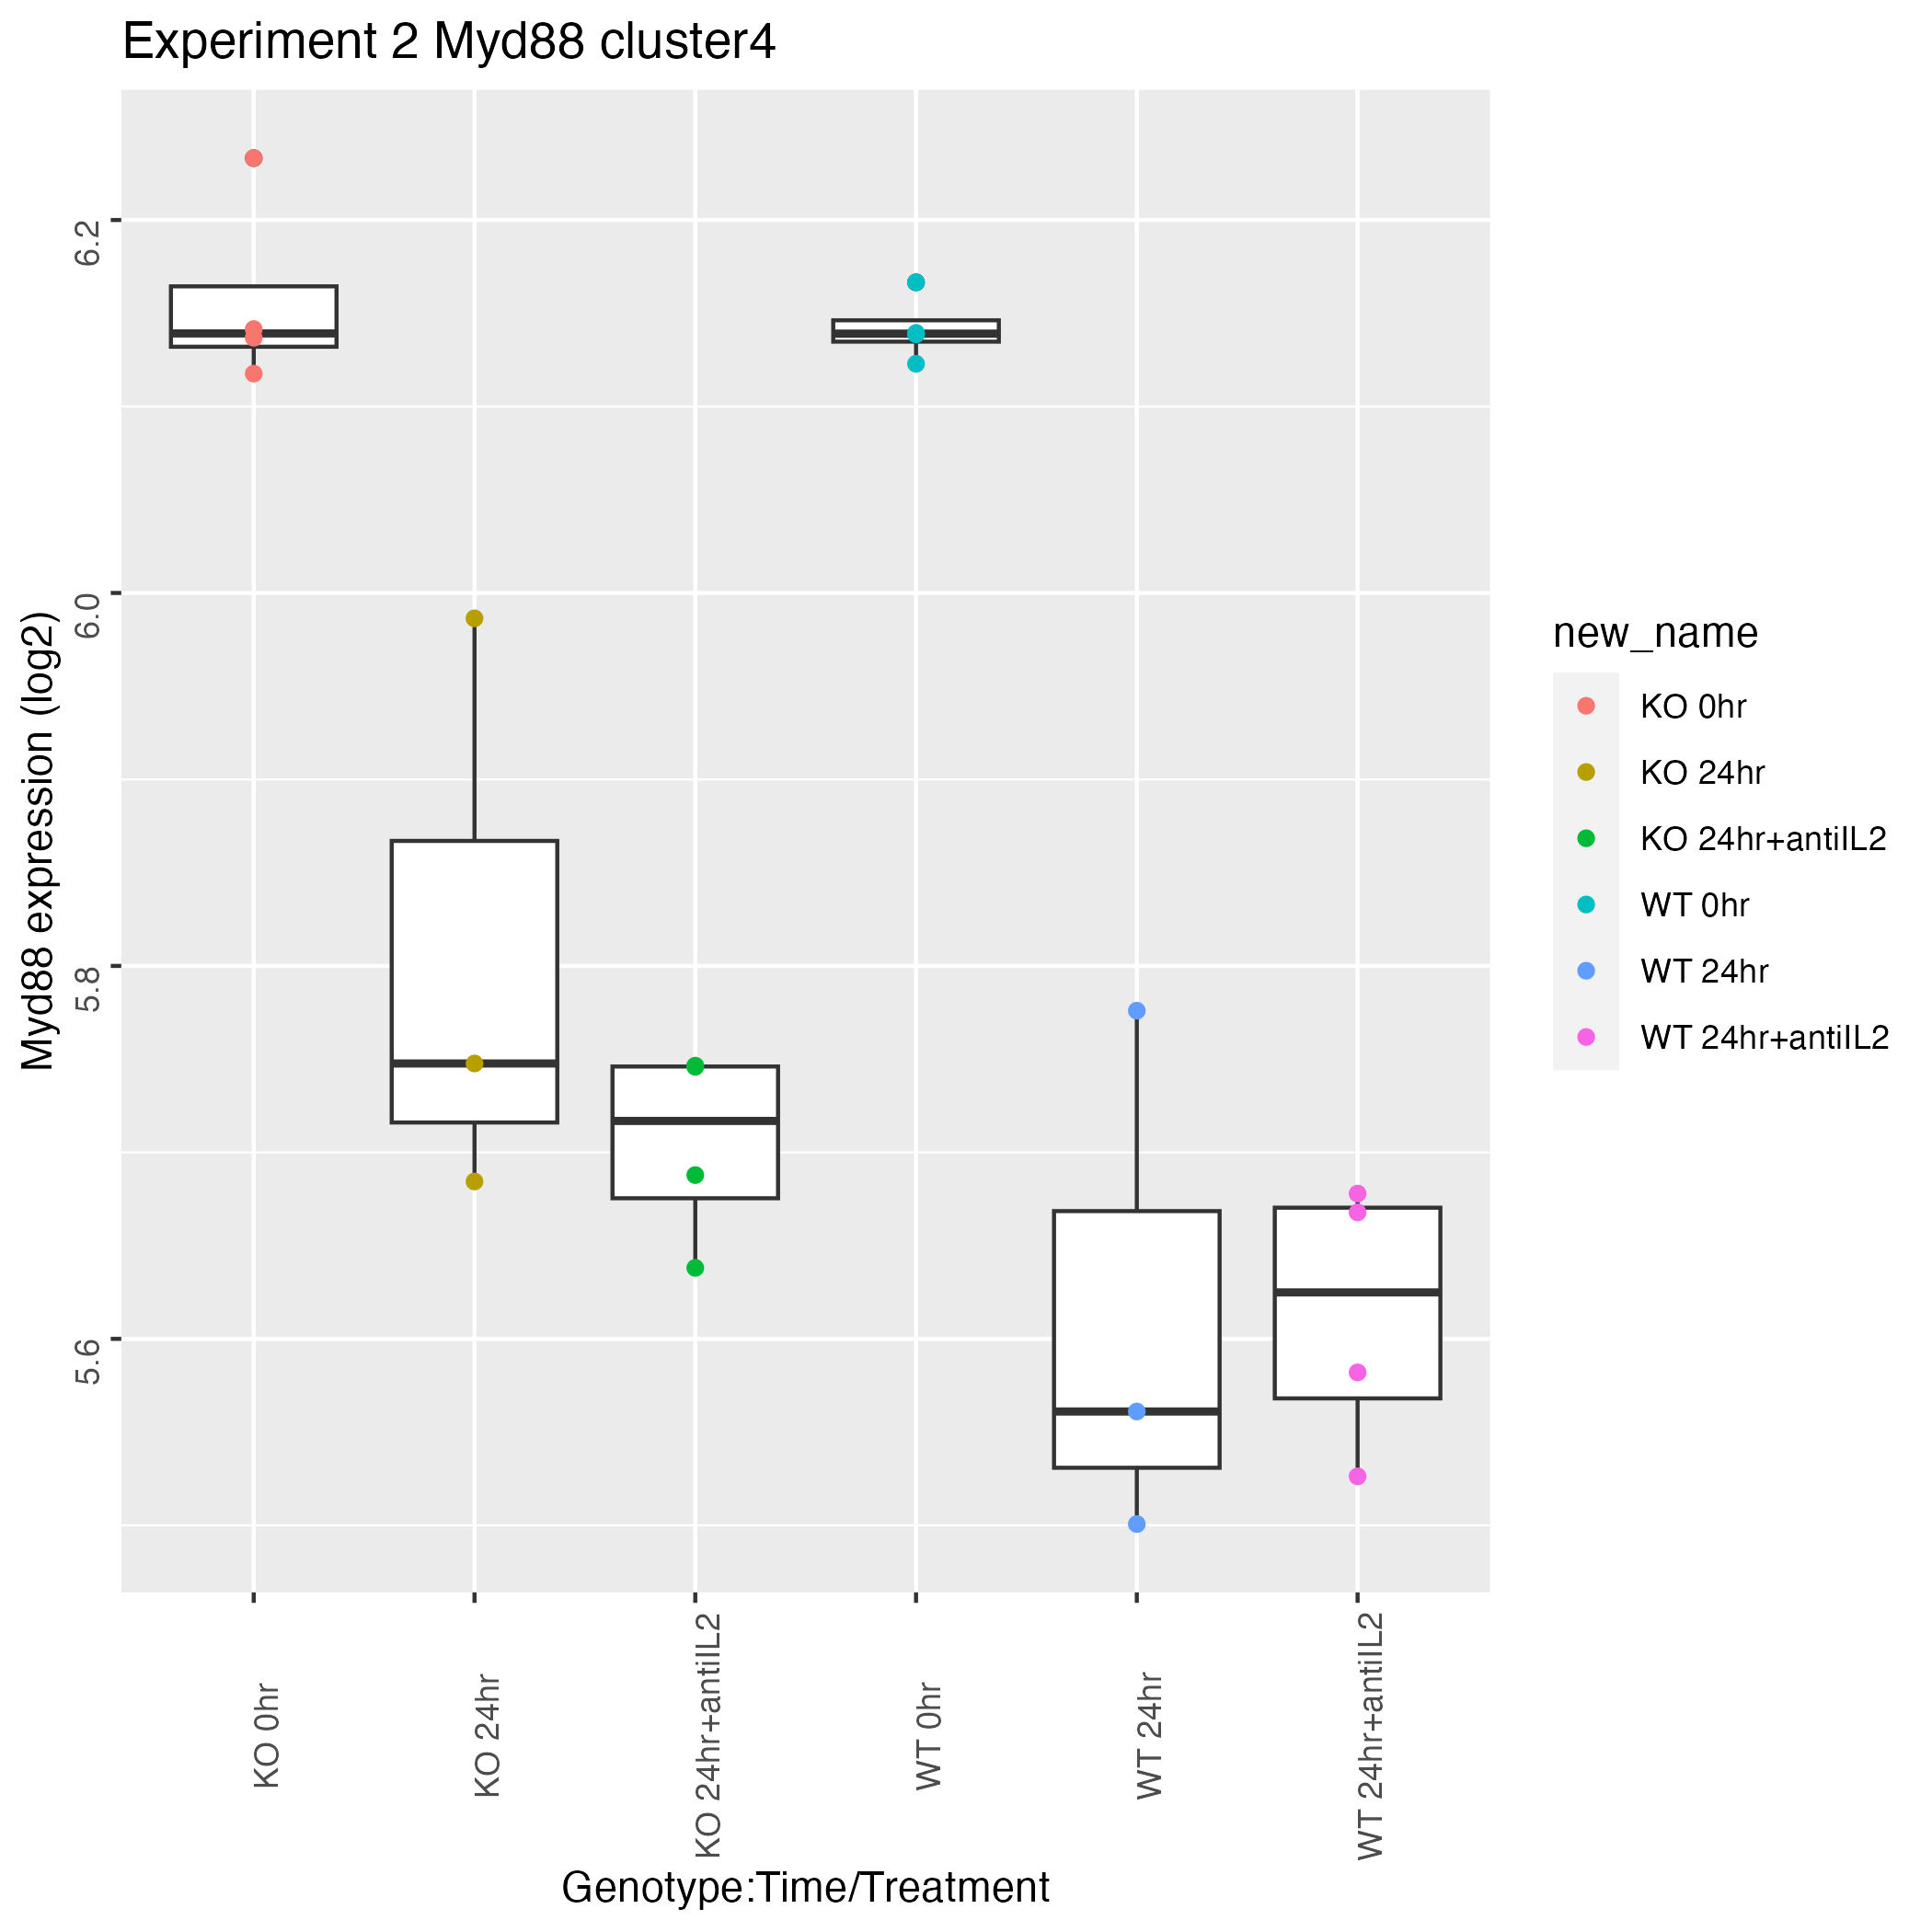 Experiment 2 Myd88 cluster4
Myd88 expression (log2)
6.2
6.0
5.8
5.6
KO 0hr
KO 24hr
KO 24hr+antiIL2
WT 0hr
WT 24hr
WT 24hr+antiIL2
Genotype:Time/Treatment
new_name
KO 0hr
KO 24hr
KO 24hr+antiIL2
WT 0hr
WT 24hr
WT 24hr+antiIL2